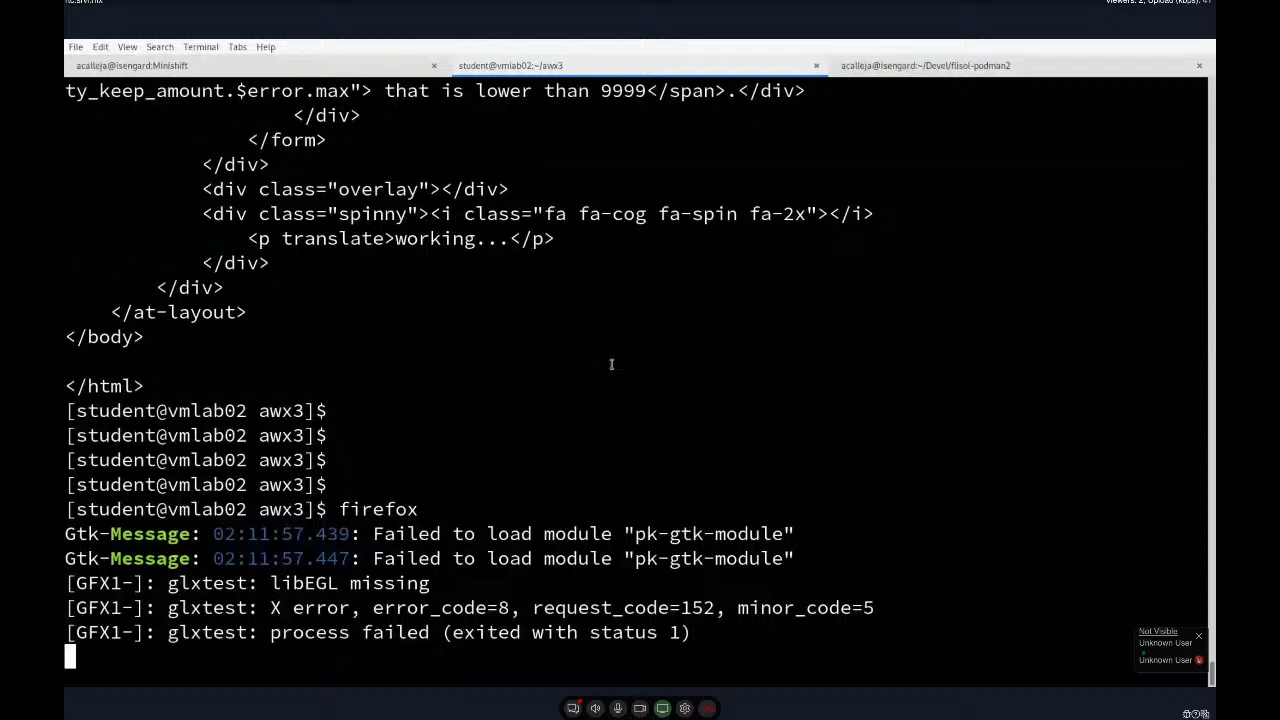 File Edit View Search Terminal Tabs Help
acalleja@isengard:Minishift × student@vmlab02:~/awx3 × acalleja@isengard:~/Devel/flisol-podman2 ×
ty_keep_amount.$error.max"> that is lower than 9999</span>.</div>
</div>
</form>
</div>
<div class="overlay"></div>
<div class="spinny"><i class="fa fa-cog fa-spin fa-2x"></i>
<p translate>working...</p>
</div>
</div>
</at-layout>
</body>
</html>
[student@vmlab02 awx3]$
[student@vmlab02 awx3]$
[student@vmlab02 awx3]$
[student@vmlab02 awx3]$
[student@vmlab02 awx3]$ firefox
Gtk-Message: 02:11:57.439: Failed to load module "pk-gtk-module"
Gtk-Message: 02:11:57.447: Failed to load module "pk-gtk-module"
[GFX1-]: glxtest: libEGL missing
[GFX1-]: glxtest: X error, error_code=8, request_code=152, minor_code=5
[GFX1-]: glxtest: process failed (exited with status 1)
Not Visible
Unknown User
Unknown User